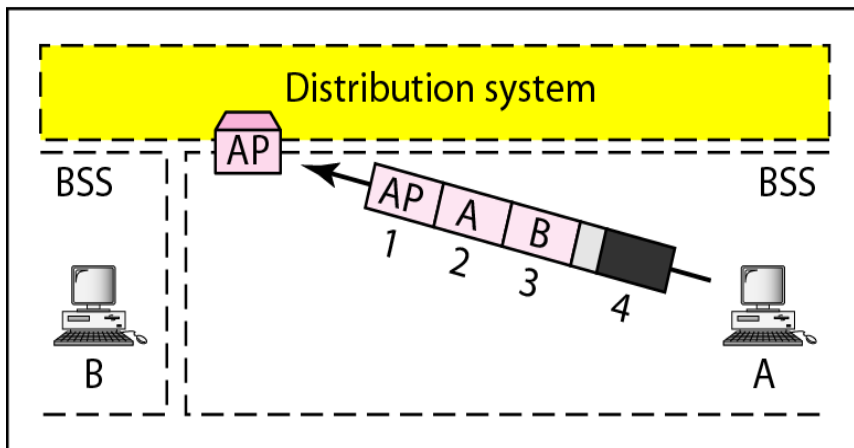 Distribution system
AP
BSS
BSS
AP A B
1 2 3 4
B
A